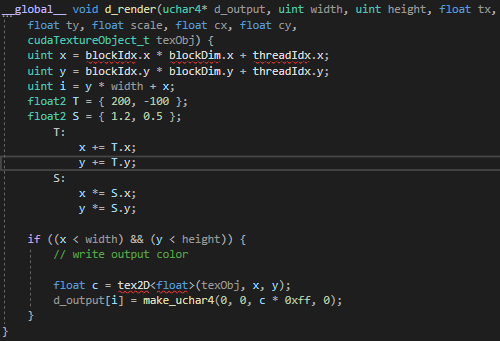 __global__ void d_render(uchar4* d_output, uint width, uint height, float tx,
float ty, float scale, float cx, float cy,
cudaTextureObject_t texObj) {
uint x = blockIdx.x * blockDim.x + threadIdx.x;
uint y = blockIdx.y * blockDim.y + threadIdx.y;
uint i = y * width + x;
float2 T = { 200, -100 };
float2 S = { 1.2, 0.5 };
T:
x += T.x;
y += T.y;
S:
x *= S.x;
y *= S.y;
if ((x < width) && (y < height)) {
// write output color
float c = tex2D<float>(texObj, x, y);
d_output[i] = make_uchar4(0, 0, c * 0xff, 0);
}
}